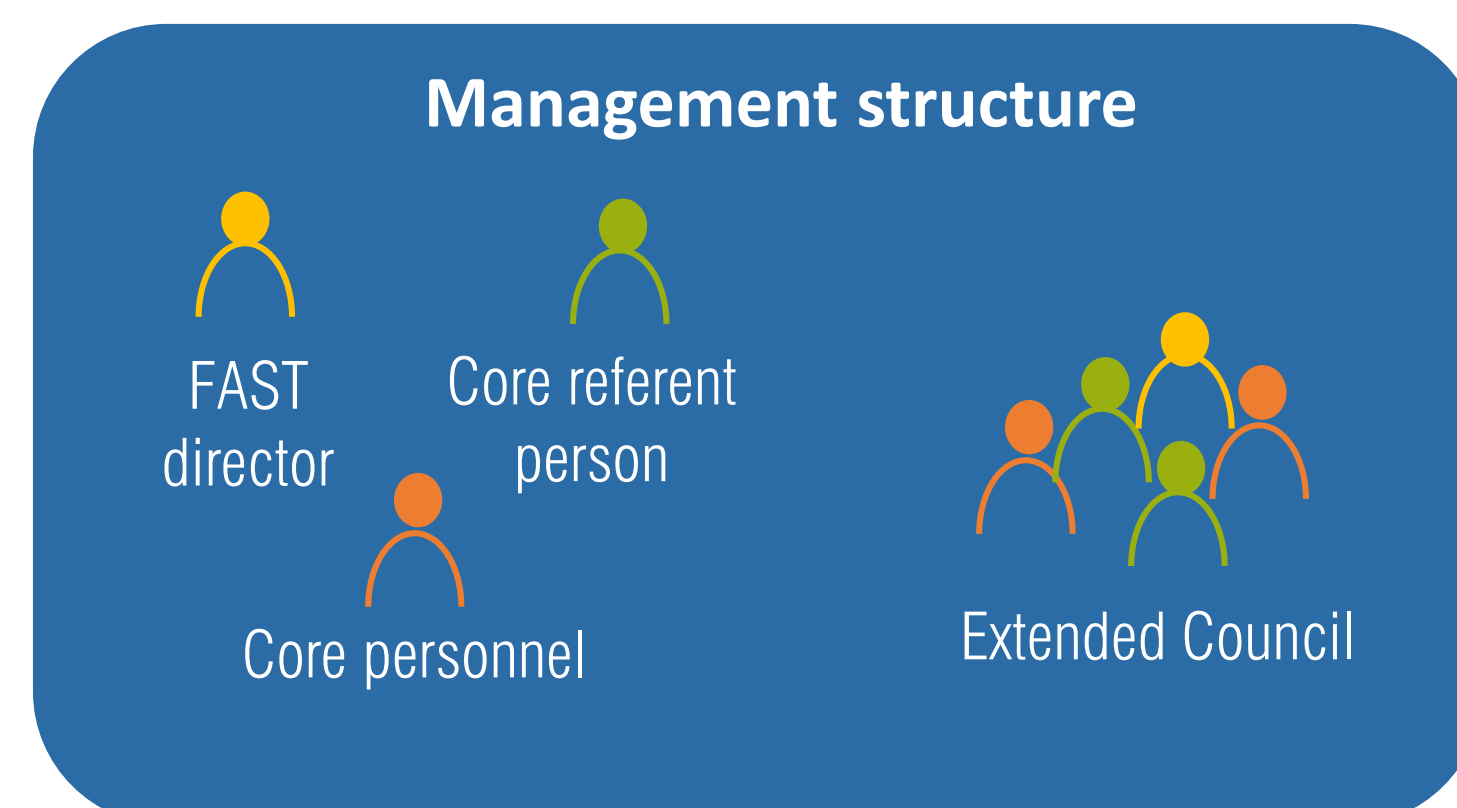 Management structure
FAST
director
Core referent
person
Core personnel
Extended Council